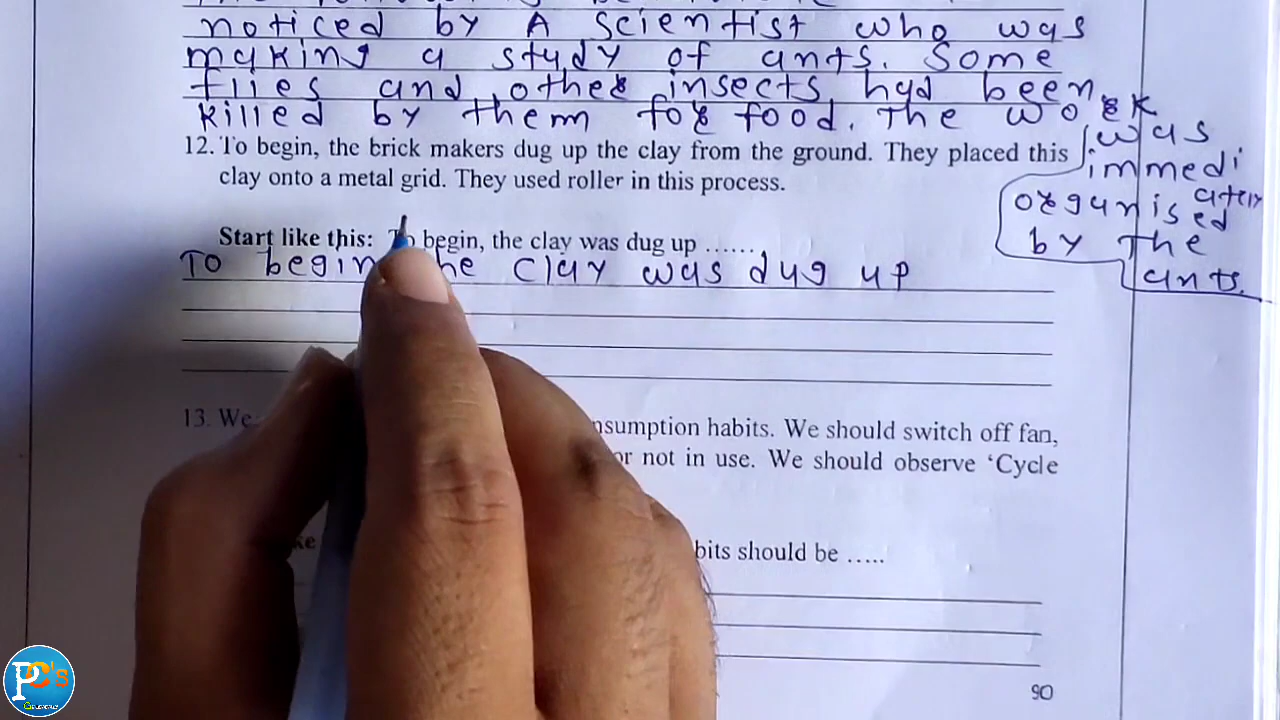 noticed by A scientist who was
making a study of ants. Some
flies and other insects had been
killed by them for food. The work
was
immedi
ately
organised
by the
ants.
12. To begin, the brick makers dug up the clay from the ground. They placed this
clay onto a metal grid. They used roller in this process.
Start like this: To begin, the clay was dug up ......
To begin the clay was dug up
13. We nsumption habits. We should switch off fan,
or not in use. We should observe ‘Cycle
bits should be .....
90
PC's